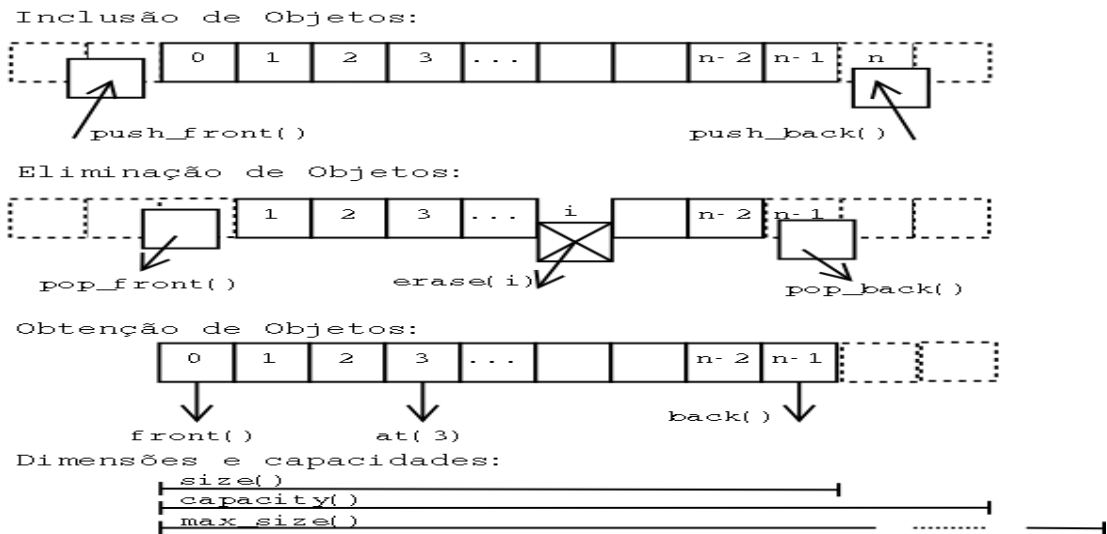 Inclusão de Objetos:
0 1 2 3 ... n-2 n-1 n
push_front() push_back()
Eliminação de Objetos:
1 2 3 ... i n-2 n-1
pop_front() erase(i) pop_back()
Obtenção de Objetos:
0 1 2 3 ... n-2 n-1
front() at(3) back()
Dimensões e capacidades:
size()
capacity()
max_size()